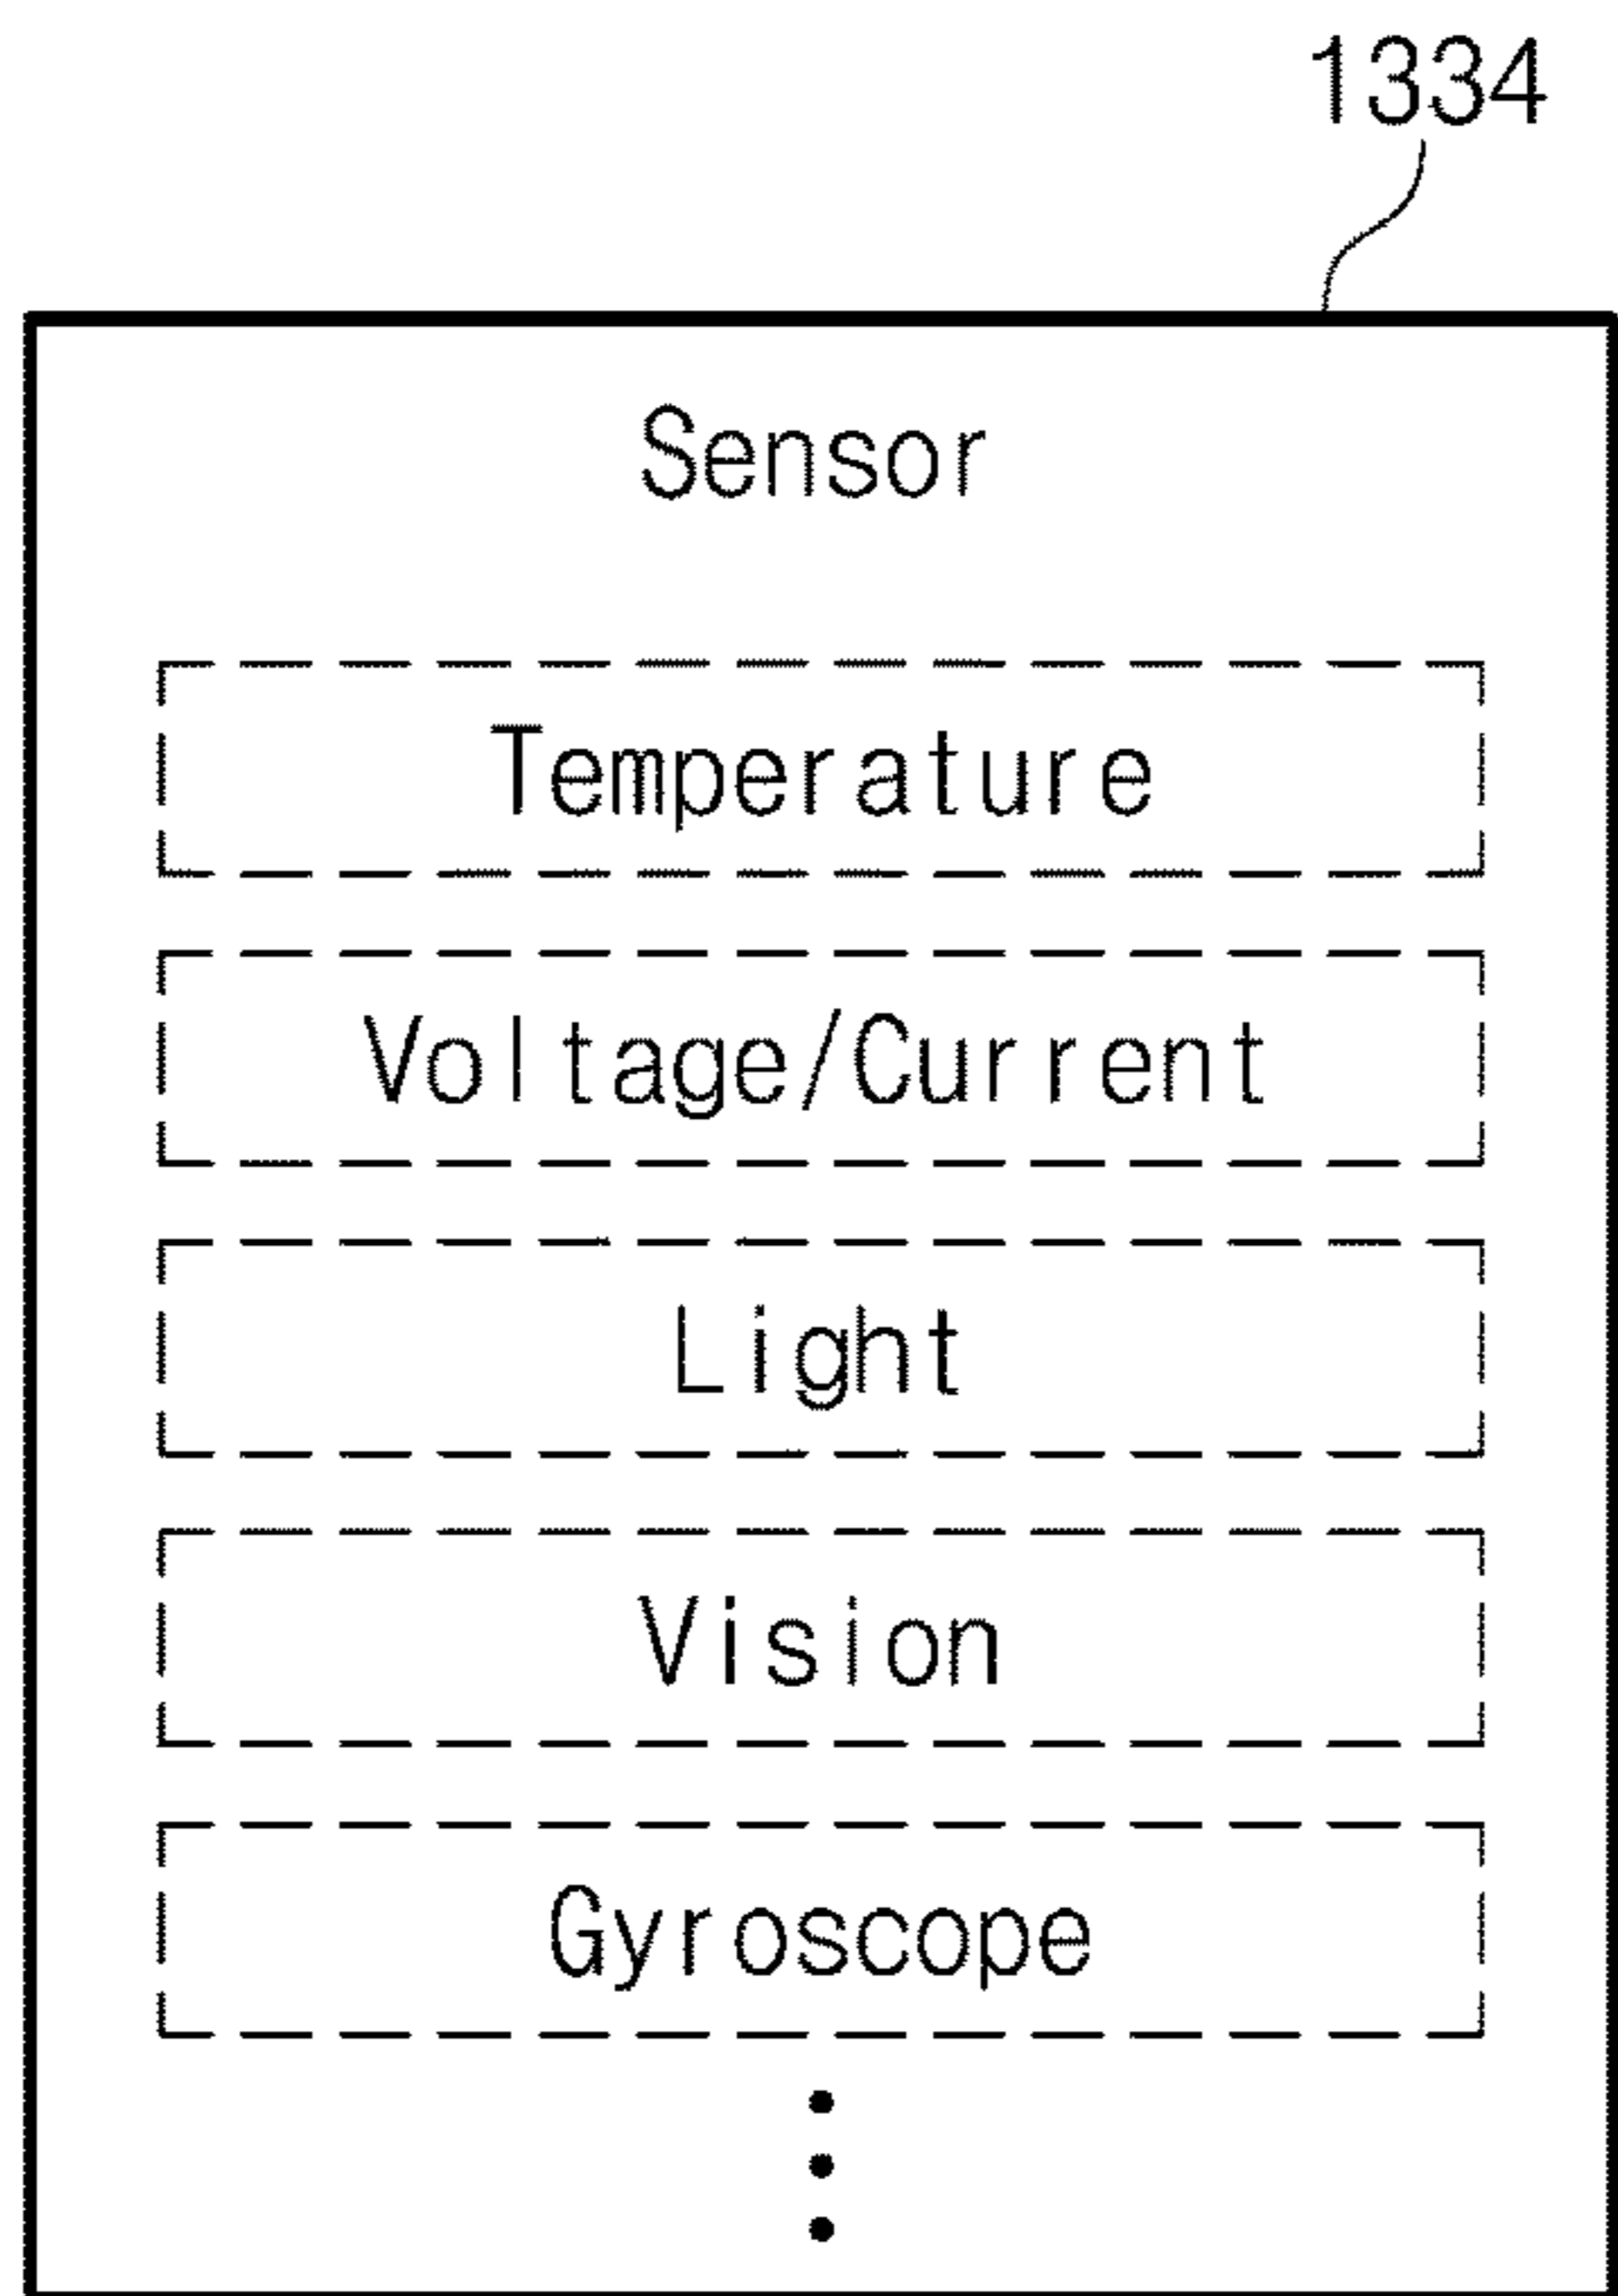 1334
Sensor
Temperature
Voltage/Current
Light
Vision
Gyroscope